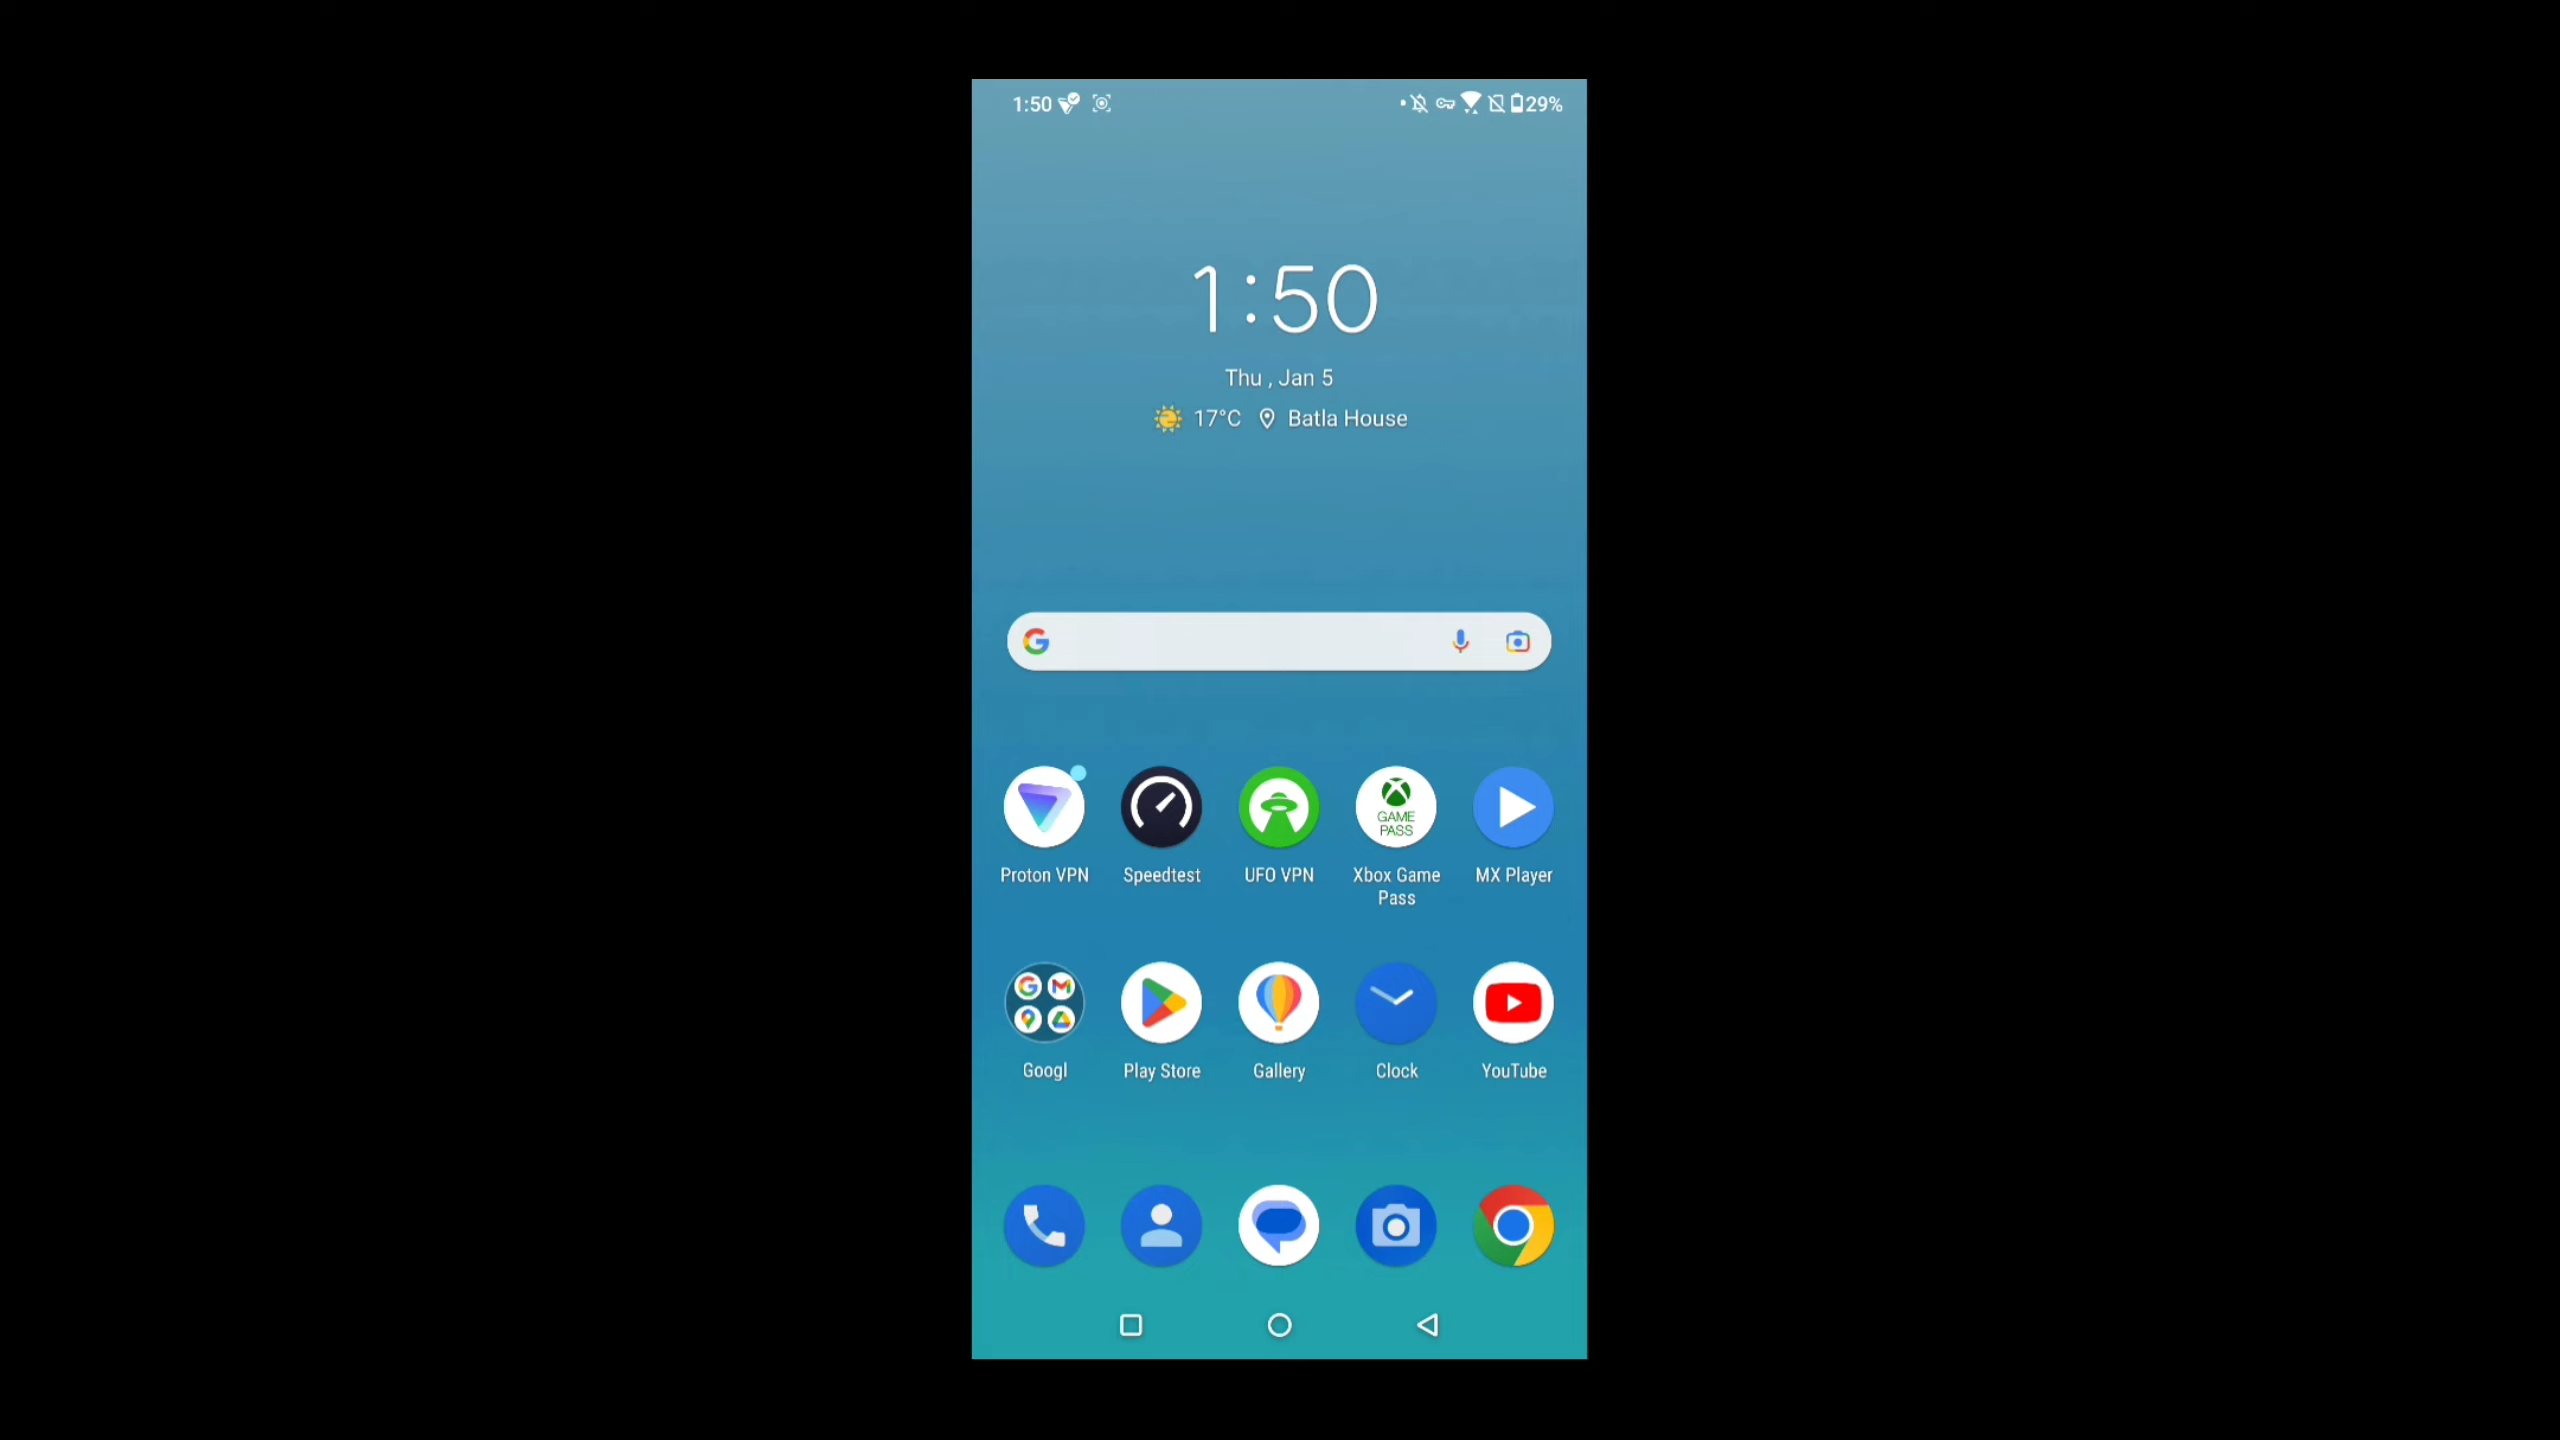 1:50
29%
1:50
Thu , Jan 5
17°C Batla House
GAME
PASS
Proton VPN Speedtest UFO VPN Xbox Game Pass MX Player
Googl Play Store Gallery Clock YouTube